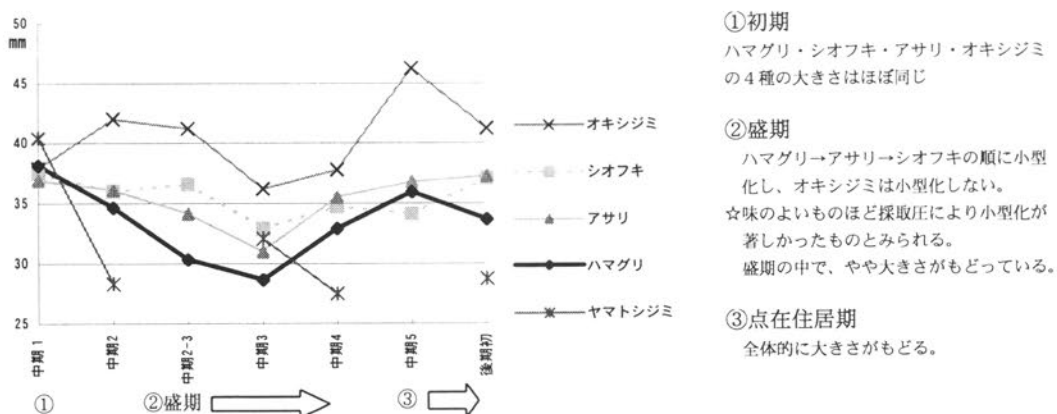 50
mm
45
40
35
30
25
中期1
中期2
中期2-3
中期3
中期4
中期5
後期初
①
②盛期
③
オキシジミ
シオフキ
アサリ
ハマグリ
ヤマトシジミ
①初期
ハマグリ・シオフキ・アサリ・オキシジミ
の4種の大きさはほぼ同じ
②盛期
ハマグリ→アサリ→シオフキの順に小型
化し、オキシジミは小型化しない。
☆味のよいものほど採取圧により小型化が
著しかったものとみられる。
盛期の中で、やや大きさがもどっている。
③点在住居期
全体的に大きさがもどる。